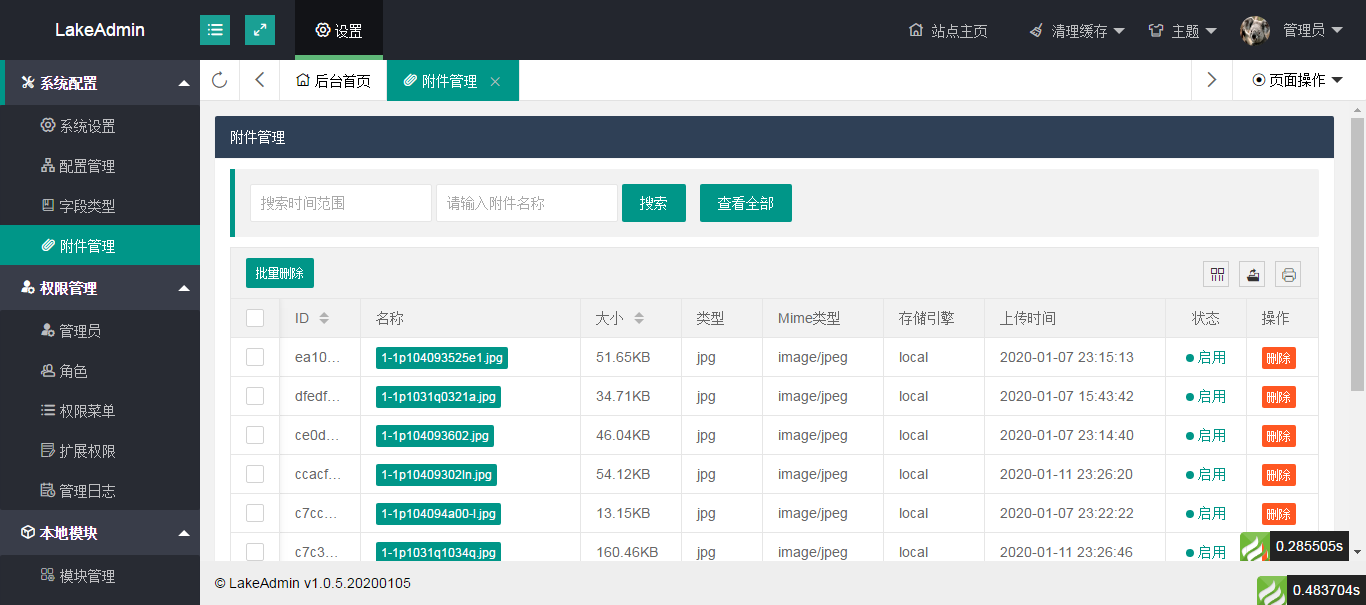 LakeAdmin 设置 站点主页 清理缓存 主题 管理员
系统配置
系统设置
配置管理
字段类型
附件管理
权限管理
管理员
角色
权限菜单
扩展权限
管理日志
本地模块
模块管理
后台首页 附件管理 页面操作
附件管理
搜索时间范围 请输入附件名称 搜索 查看全部
批量删除
ID 名称 大小 类型 Mime类型 存储引擎 上传时间 状态 操作
ea10... 1-1p104093525e1.jpg 51.65KB jpg image/jpeg local 2020-01-07 23:15:13 启用 删除
dfedf... 1-1p1031q0321a.jpg 34.71KB jpg image/jpeg local 2020-01-07 15:43:42 启用 删除
ce0d... 1-1p104093602.jpg 46.04KB jpg image/jpeg local 2020-01-07 23:14:40 启用 删除
ccacf... 1-1p10409302ln.jpg 54.12KB jpg image/jpeg local 2020-01-11 23:26:20 启用 删除
c7cc... 1-1p104094a00-l.jpg 13.15KB jpg image/jpeg local 2020-01-07 23:22:22 启用 删除
c7c3... 1-1p1031q1034q.jpg 160.46KB jpg image/jpeg local 2020-01-11 23:26:46 启用
0.285505s
© LakeAdmin v1.0.5.20200105
0.483704s